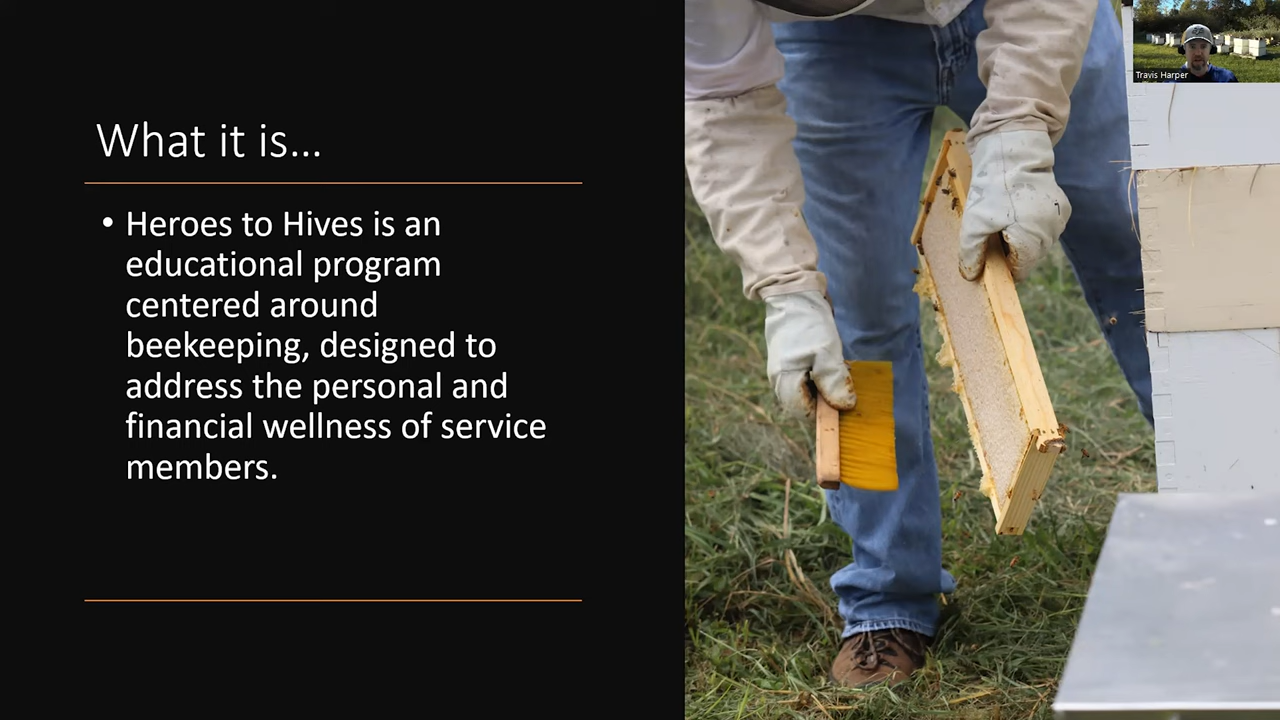 What it is...
• Heroes to Hives is an
educational program
centered around
beekeeping, designed to
address the personal and
financial wellness of service
members.
Travis Harper